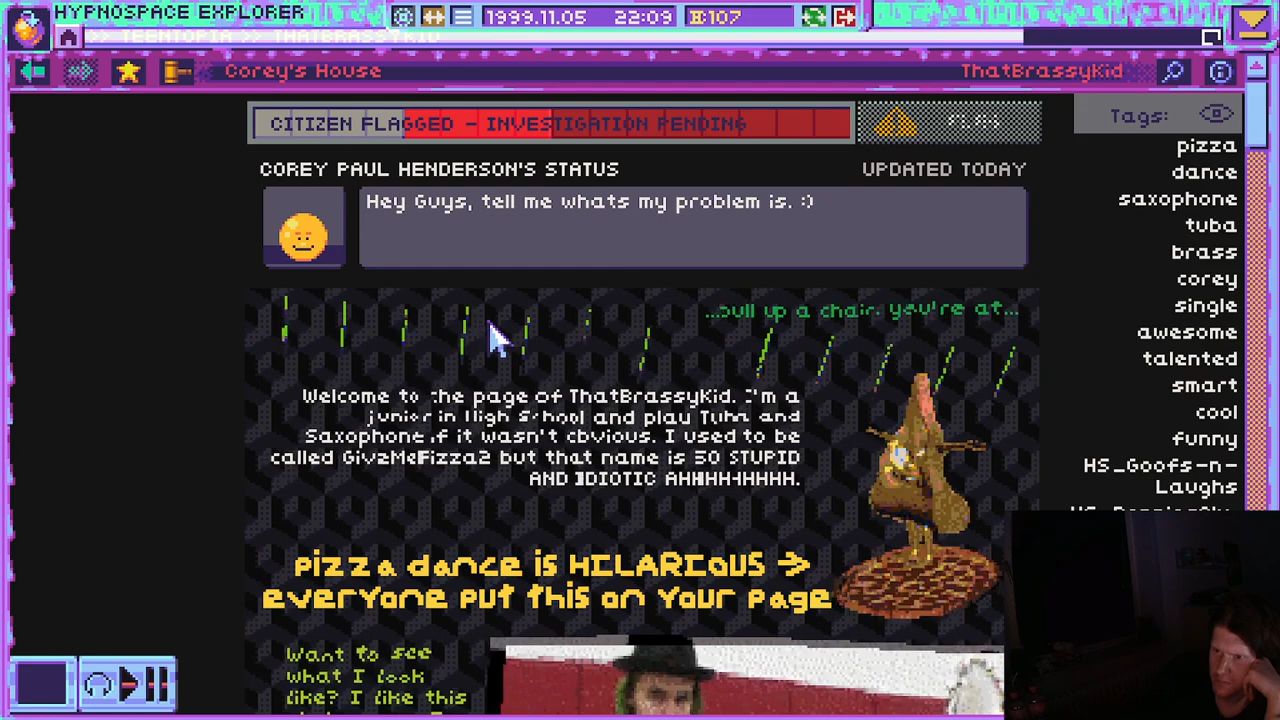 HYPNOSPACE EXPLORER
1999.11.05 22:09 107
>> TEENTOPIA >> THATBRASSYKID
Corey's House ThatBrassyKid
CITIZEN FLAGGED - INVESTIGATION PENDING
Tags:
COREY PAUL HENDERSON'S STATUS UPDATED TODAY
Hey Guys, tell me whats my problem is. :)
pizza
dance
saxophone
tuba
brass
corey
single
awesome
talented
smart
cool
funny
HS_Goofs-n-
Laughs
...pull up a chair. you're at...
Welcome to the page of ThatBrassyKid. I'm a
junior in High School and play Tuba and
Saxophone if it wasn't obvious. I used to be
called GiveMePizza2 but that name is SO STUPID
AND IDIOTIC AHHHHHHHH.
pizza dance is HILARIOUS →
everyone put this on your page
Want to see
what I look
like? I like this